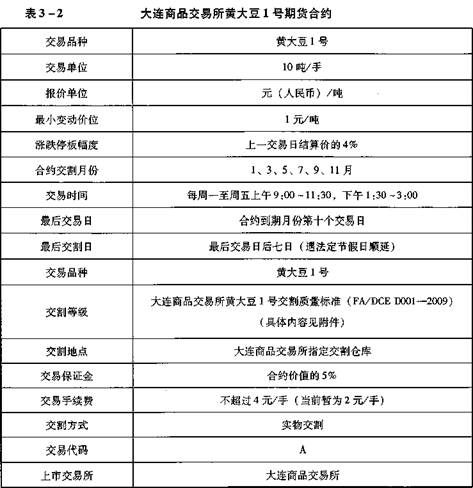 表3-2 大连商品交易所黄大豆1号期货合约
交易品种 黄大豆1号
交易单位 10吨/手
报价单位 元（人民币）/吨
最小变动价位 1元/吨
涨跌停板幅度 上一交易日结算价的4%
合约交割月份 1、3、5、7、9、11月
交易时间 每周一至周五上午9:00~11:30，下午1:30~3:00
最后交易日 合约到期月份第十个交易日
最后交割日 最后交易日后七日（遇法定节假日顺延）
交易品种 黄大豆1号
交割等级 大连商品交易所黄大豆1号交割质量标准（FA/DCE D001—2009）
（具体内容见附件）
交割地点 大连商品交易所指定交割仓库
交易保证金 合约价值的5%
交易手续费 不超过4元/手（当前暂为2元/手）
交割方式 实物交割
交易代码 A
上市交易所 大连商品交易所